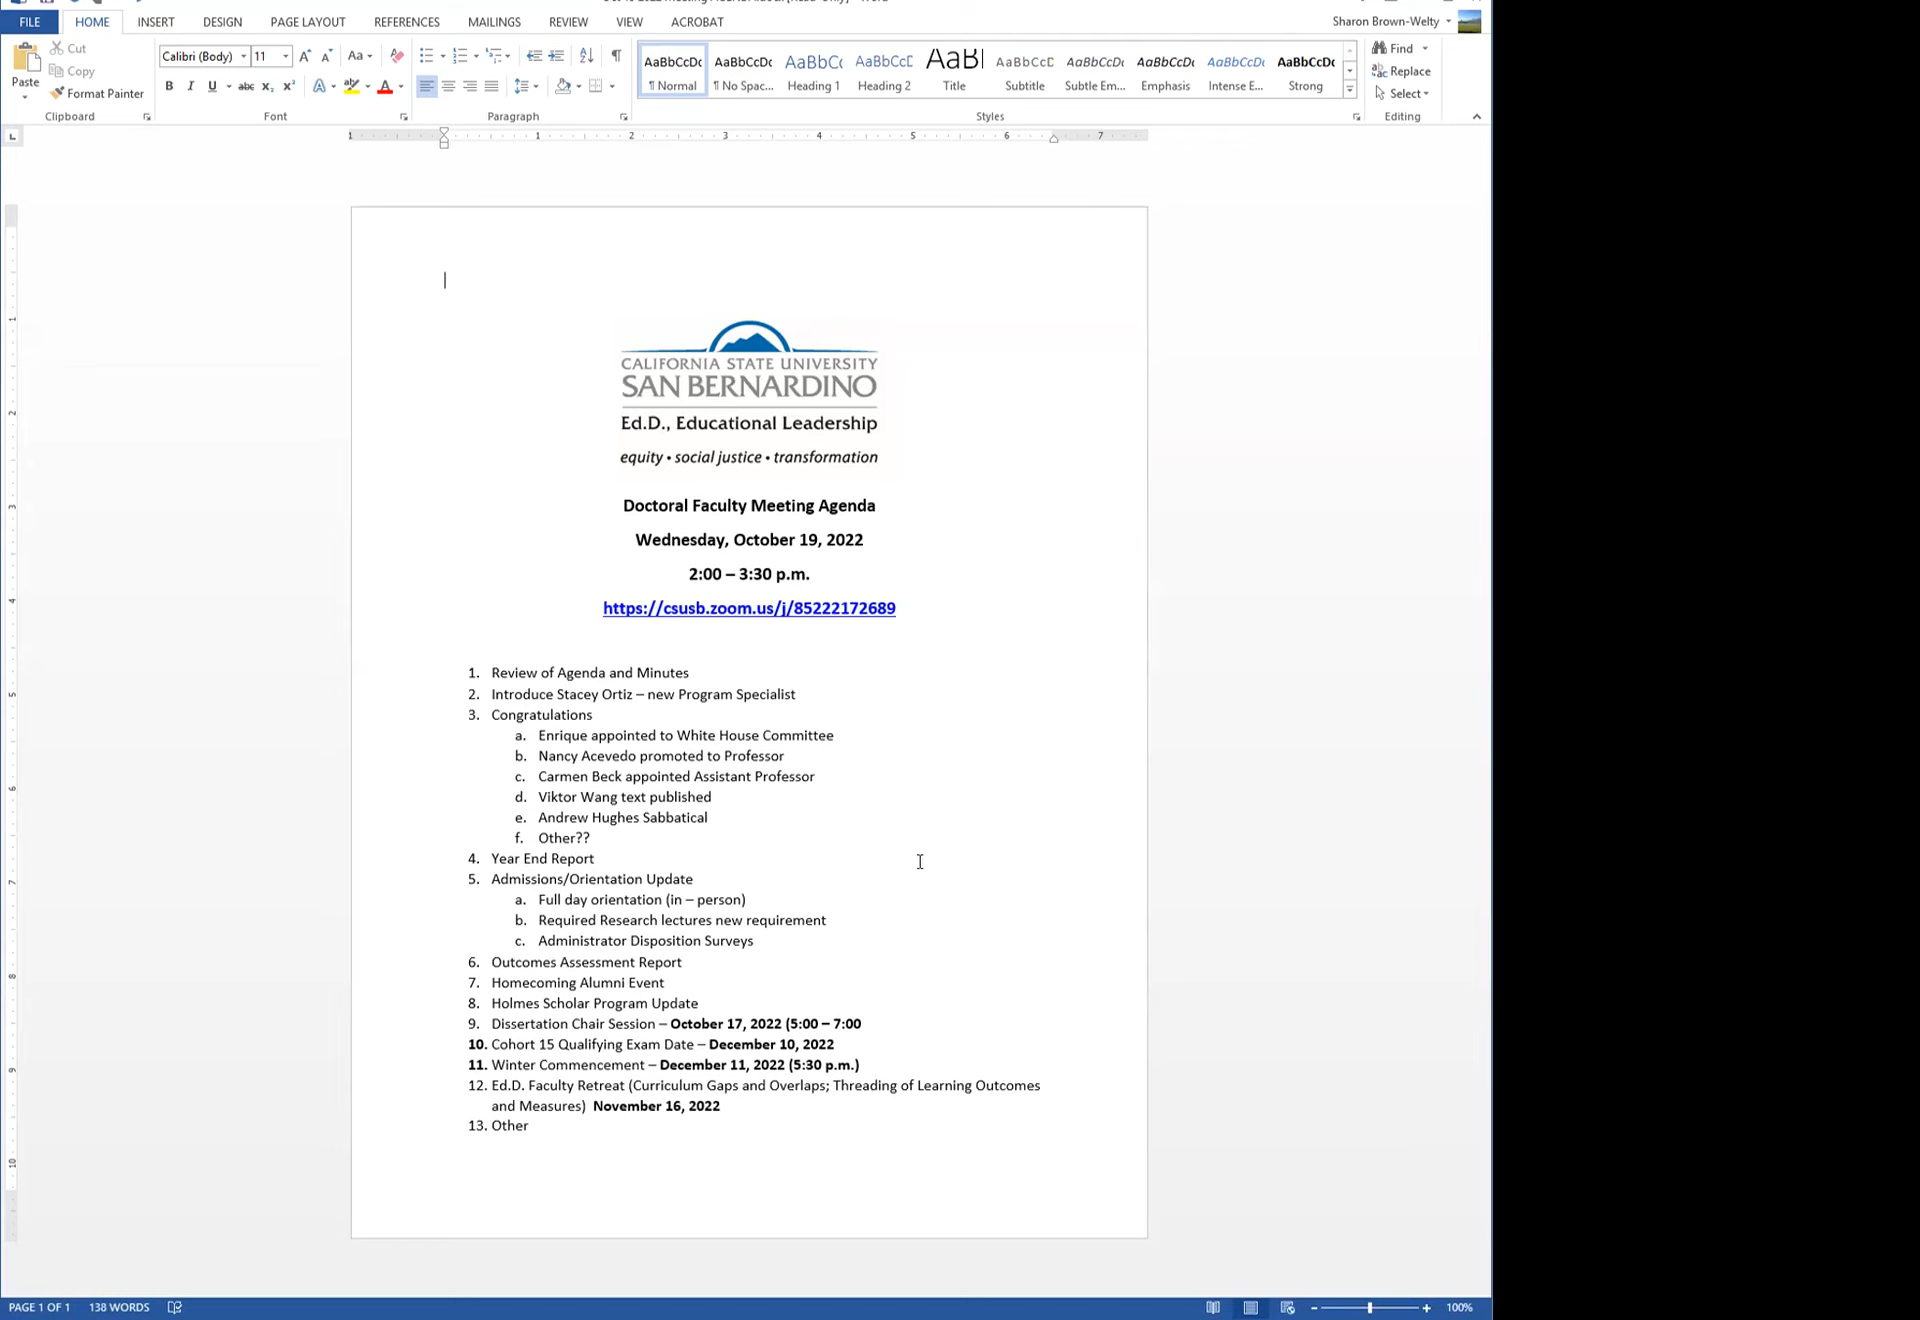 FILE HOME INSERT DESIGN PAGE LAYOUT REFERENCES MAILINGS REVIEW VIEW ACROBAT Sharon Brown-Welty
Paste
Cut
Copy
Format Painter
Calibri (Body) 11
AaBbCcDc AaBbCcDc AaBbC( AaBbCcC AaB AaBbCcC AaBbCcDc AaBbCcDc AaBbCcDc AaBbCcDc
¶ Normal ¶ No Spac... Heading 1 Heading 2 Title Subtitle Subtle Em... Emphasis Intense E... Strong
Find
Replace
Select
Clipboard Font Paragraph Styles Editing
1 1 2 3 4 5 6 7
CALIFORNIA STATE UNIVERSITY
SAN BERNARDINO
Ed.D., Educational Leadership
equity • social justice • transformation
Doctoral Faculty Meeting Agenda
Wednesday, October 19, 2022
2:00 – 3:30 p.m.
https://csusb.zoom.us/j/85222172689
1. Review of Agenda and Minutes
2. Introduce Stacey Ortiz – new Program Specialist
3. Congratulations
a. Enrique appointed to White House Committee
b. Nancy Acevedo promoted to Professor
c. Carmen Beck appointed Assistant Professor
d. Viktor Wang text published
e. Andrew Hughes Sabbatical
f. Other??
4. Year End Report
5. Admissions/Orientation Update
a. Full day orientation (in – person)
b. Required Research lectures new requirement
c. Administrator Disposition Surveys
6. Outcomes Assessment Report
7. Homecoming Alumni Event
8. Holmes Scholar Program Update
9. Dissertation Chair Session – October 17, 2022 (5:00 – 7:00
10. Cohort 15 Qualifying Exam Date – December 10, 2022
11. Winter Commencement – December 11, 2022 (5:30 p.m.)
12. Ed.D. Faculty Retreat (Curriculum Gaps and Overlaps; Threading of Learning Outcomes
and Measures) November 16, 2022
13. Other
PAGE 1 OF 1 138 WORDS 100%